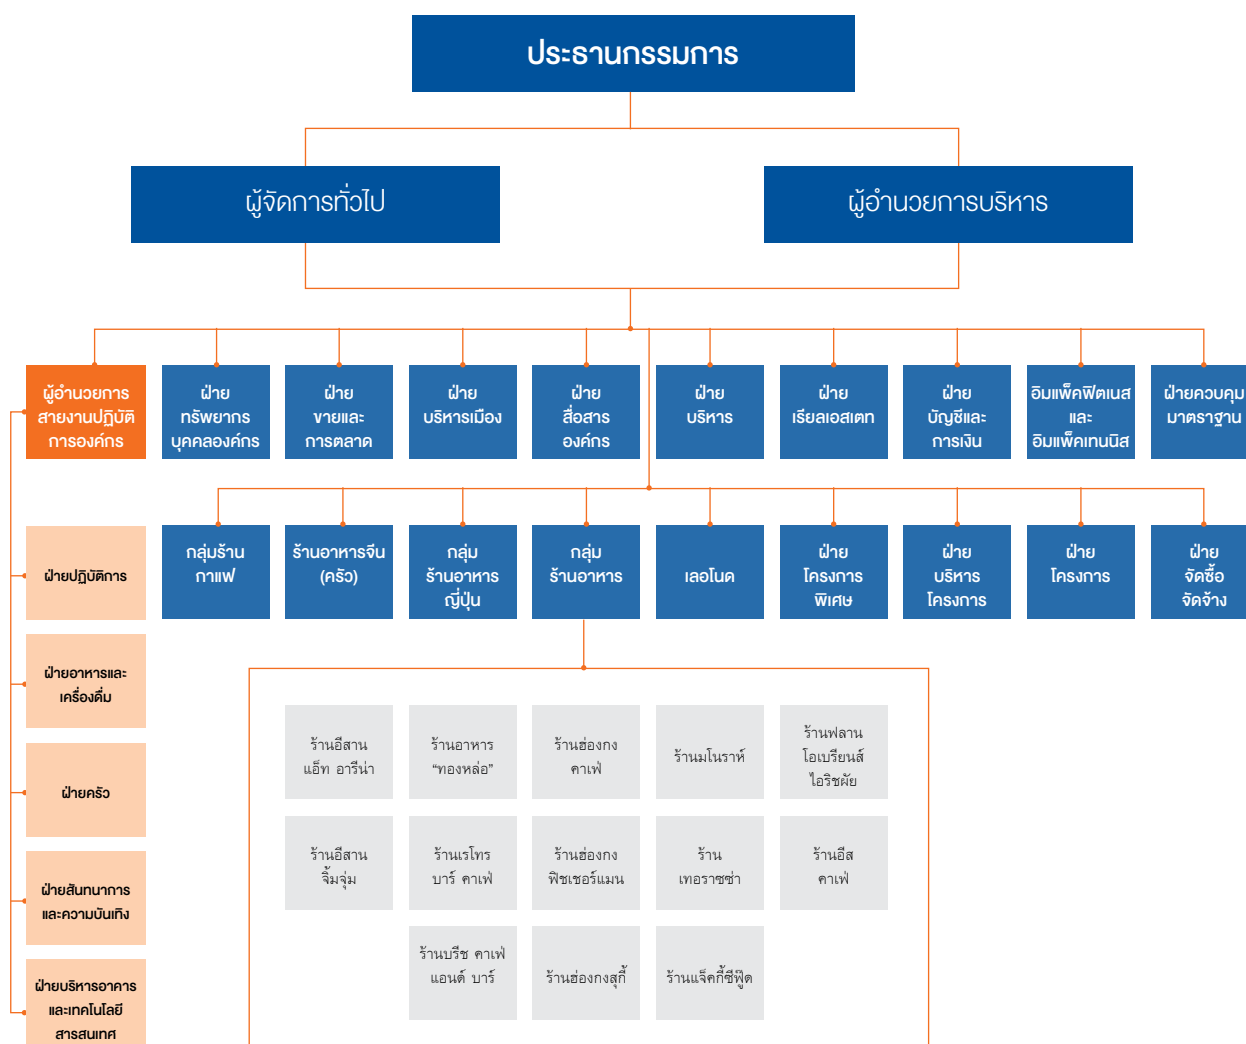 ประธานกรรมการ
ผู้จัดการทั่วไป
ผู้อำนวยการบริหาร
ผู้อำนวยการ
สายงานปฏิบัติ
การองค์กร
ฝ่าย
ทรัพยากร
บุคคลองค์กร
ฝ่าย
ขายและ
การตลาด
ฝ่าย
บริหารเมือง
ฝ่าย
สื่อสาร
องค์กร
ฝ่าย
บริหาร
ฝ่าย
เรียลเอสเตท
ฝ่าย
บัญชีและ
การเงิน
อิมแพ็คฟิตเนส
และ
อิมแพ็คเทนนิส
ฝ่ายควบคุม
มาตราฐาน
ฝ่ายปฏิบัติการ
ฝ่ายอาหารและ
เครื่องดื่ม
ฝ่ายครัว
ฝ่ายสันทนาการ
และความบันเทิง
ฝ่ายบริหารอาคาร
และเทคโนโลยี
สารสนเทศ
กลุ่มร้าน
กาแฟ
ร้านอาหารจีน
(ครัว)
กลุ่ม
ร้านอาหาร
ญี่ปุ่น
กลุ่ม
ร้านอาหาร
เลอโนด
ฝ่าย
โครงการ
พิเศษ
ฝ่าย
บริหาร
โครงการ
ฝ่าย
โครงการ
ฝ่าย
จัดซื้อ
จัดจ้าง
ร้านอีสาน
แอ็ท อารีน่า
ร้านอาหาร
“ทองหล่อ”
ร้านฮ่องกง
คาเฟ่
ร้านมโนราห์
ร้านฟลาน
โอเบรียนส์
ไอริชผับ
ร้านอีสาน
จิ้มจุ่ม
ร้านเรโทร
บาร์ คาเฟ่
ร้านฮ่องกง
ฟิชเชอร์แมน
ร้าน
เทอราซซ่า
ร้านอีส
คาเฟ่
ร้านบรีซ คาเฟ่
แอนด์ บาร์
ร้านฮ่องกงสุกี้
ร้านแจ็คกี้ซีฟู๊ด